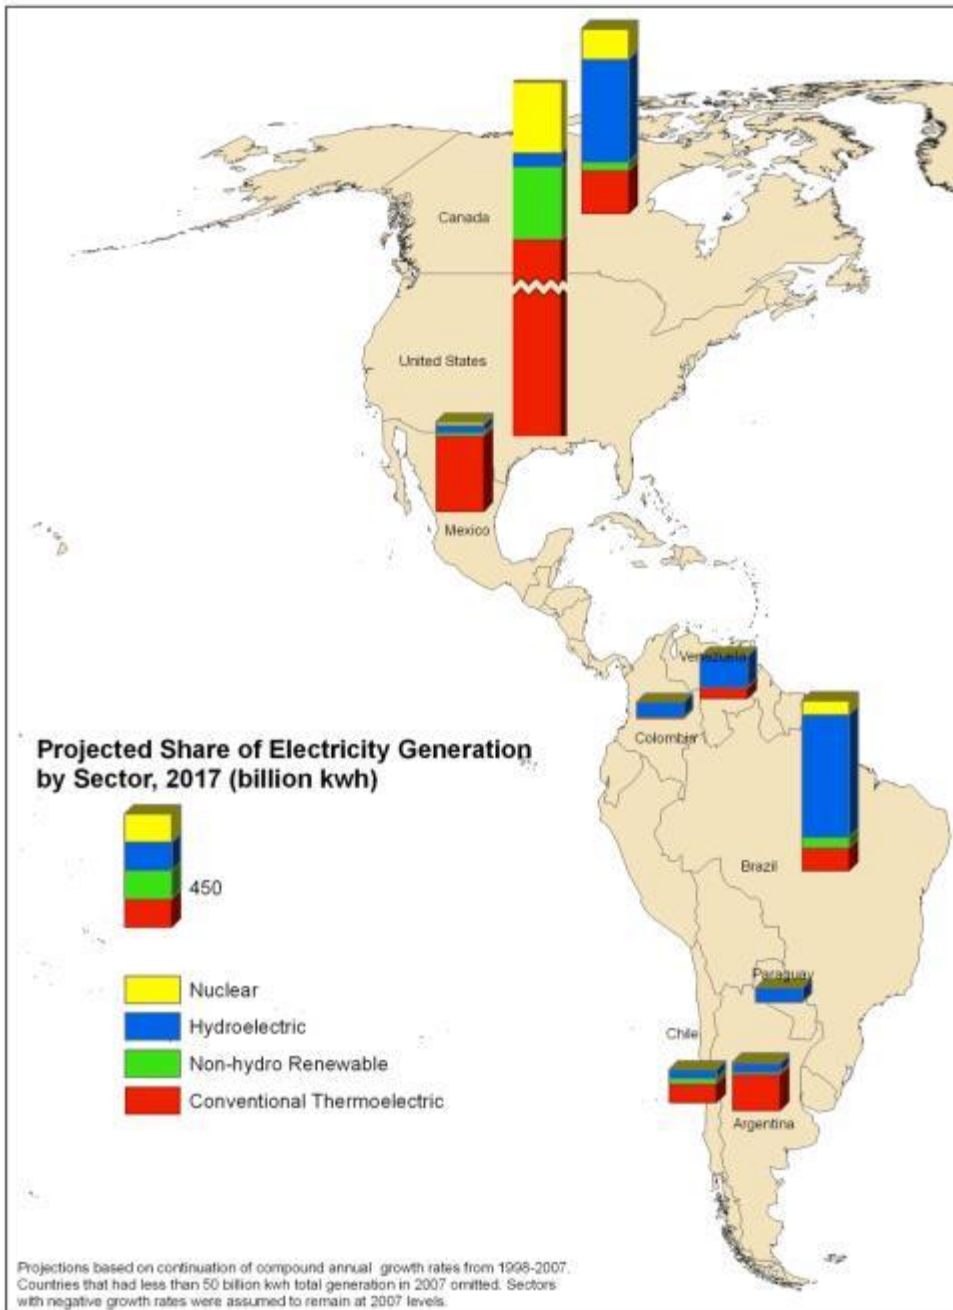 Canada
United States
Mexico
Venezuela
Colombia
Projected Share of Electricity Generation
by Sector, 2017 (billion kwh)
450
Brazil
Paraguay
Nuclear
Hydroelectric
Chile
Non-hydro Renewable
Conventional Thermoelectric
Argentina
Projections based on continuation of compound annual growth rates from 1998-2007.
Countries that had less than 50 billion kwh total generation in 2007 omitted. Sectors
with negative growth rates were assumed to remain at 2007 levels.